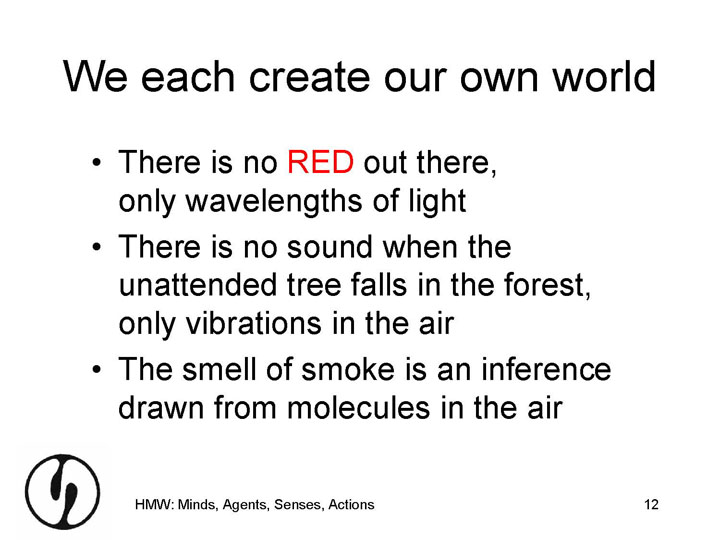 We each create our own world
• There is no RED out there,
only wavelengths of light
• There is no sound when the
unattended tree falls in the forest,
only vibrations in the air
• The smell of smoke is an inference
drawn from molecules in the air
HMW: Minds, Agents, Senses, Actions
12